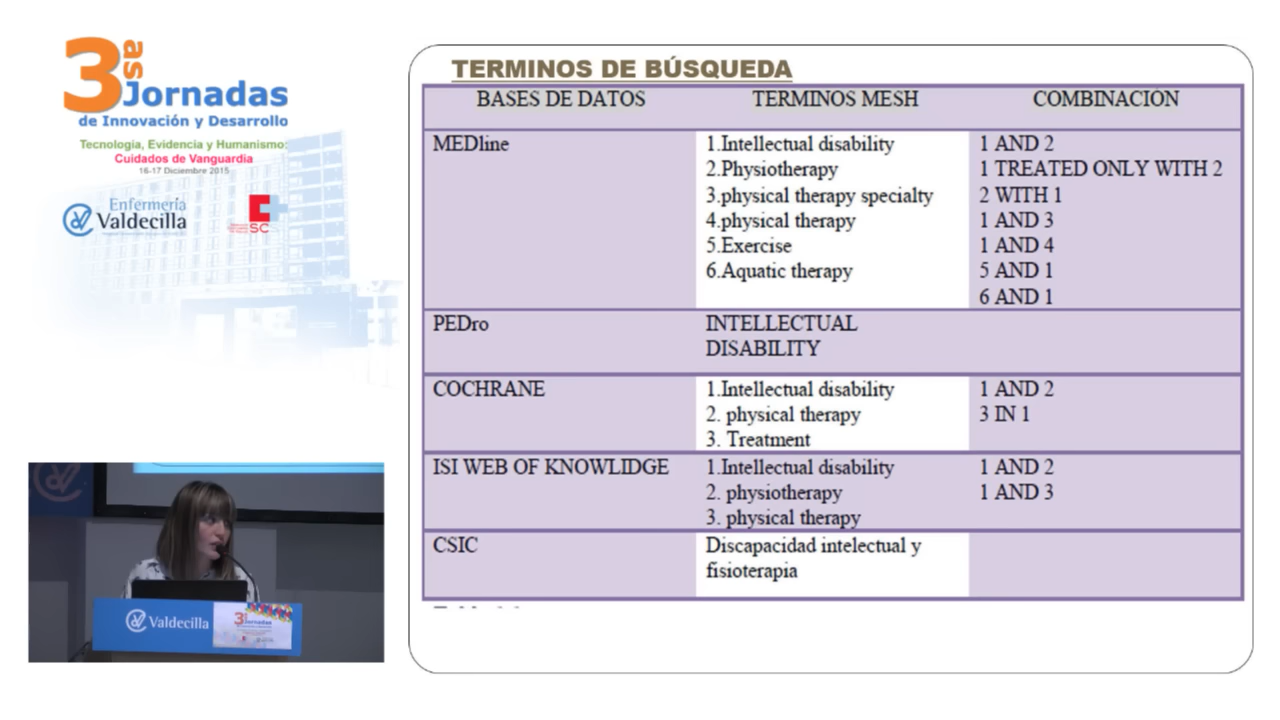 3as Jornadas
de Innovación y Desarrollo
Tecnología, Evidencia y Humanismo:
Cuidados de Vanguardia
16-17 Diciembre 2015
Enfermería
Valdecilla
SC
TERMINOS DE BÚSQUEDA
BASES DE DATOS TERMINOS MESH COMBINACIÓN
MEDline
1.Intellectual disability
2.Physiotherapy
3.physical therapy specialty
4.physical therapy
5.Exercise
6.Aquatic therapy
1 AND 2
1 TREATED ONLY WITH 2
2 WITH 1
1 AND 3
1 AND 4
5 AND 1
6 AND 1
PEDro
INTELLECTUAL
DISABILITY
COCHRANE
1.Intellectual disability
2. physical therapy
3. Treatment
1 AND 2
3 IN 1
ISI WEB OF KNOWLIDGE
1.Intellectual disability
2. physiotherapy
3. physical therapy
1 AND 2
1 AND 3
CSIC
Discapacidad intelectual y
fisioterapia
Valdecilla
3as Jornadas